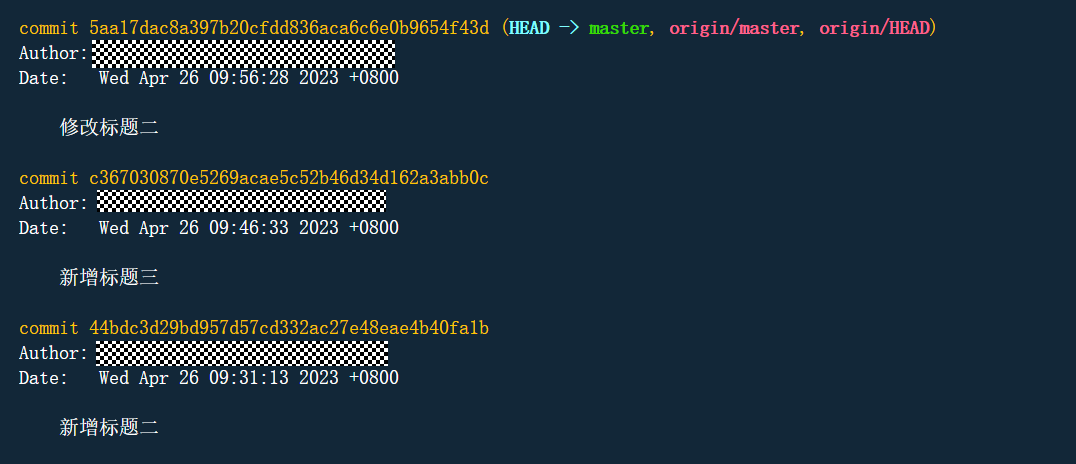 commit 5aa17dac8a397b20cfdd836aca6c6e0b9654f43d (HEAD -> master, origin/master, origin/HEAD)
Author:
Date:   Wed Apr 26 09:56:28 2023 +0800
修改标题二
commit c367030870e5269acae5c52b46d34d162a3abb0c
Author:
Date:   Wed Apr 26 09:46:33 2023 +0800
新增标题三
commit 44bdc3d29bd957d57cd332ac27e48eae4b40fa1b
Author:
Date:   Wed Apr 26 09:31:13 2023 +0800
新增标题二